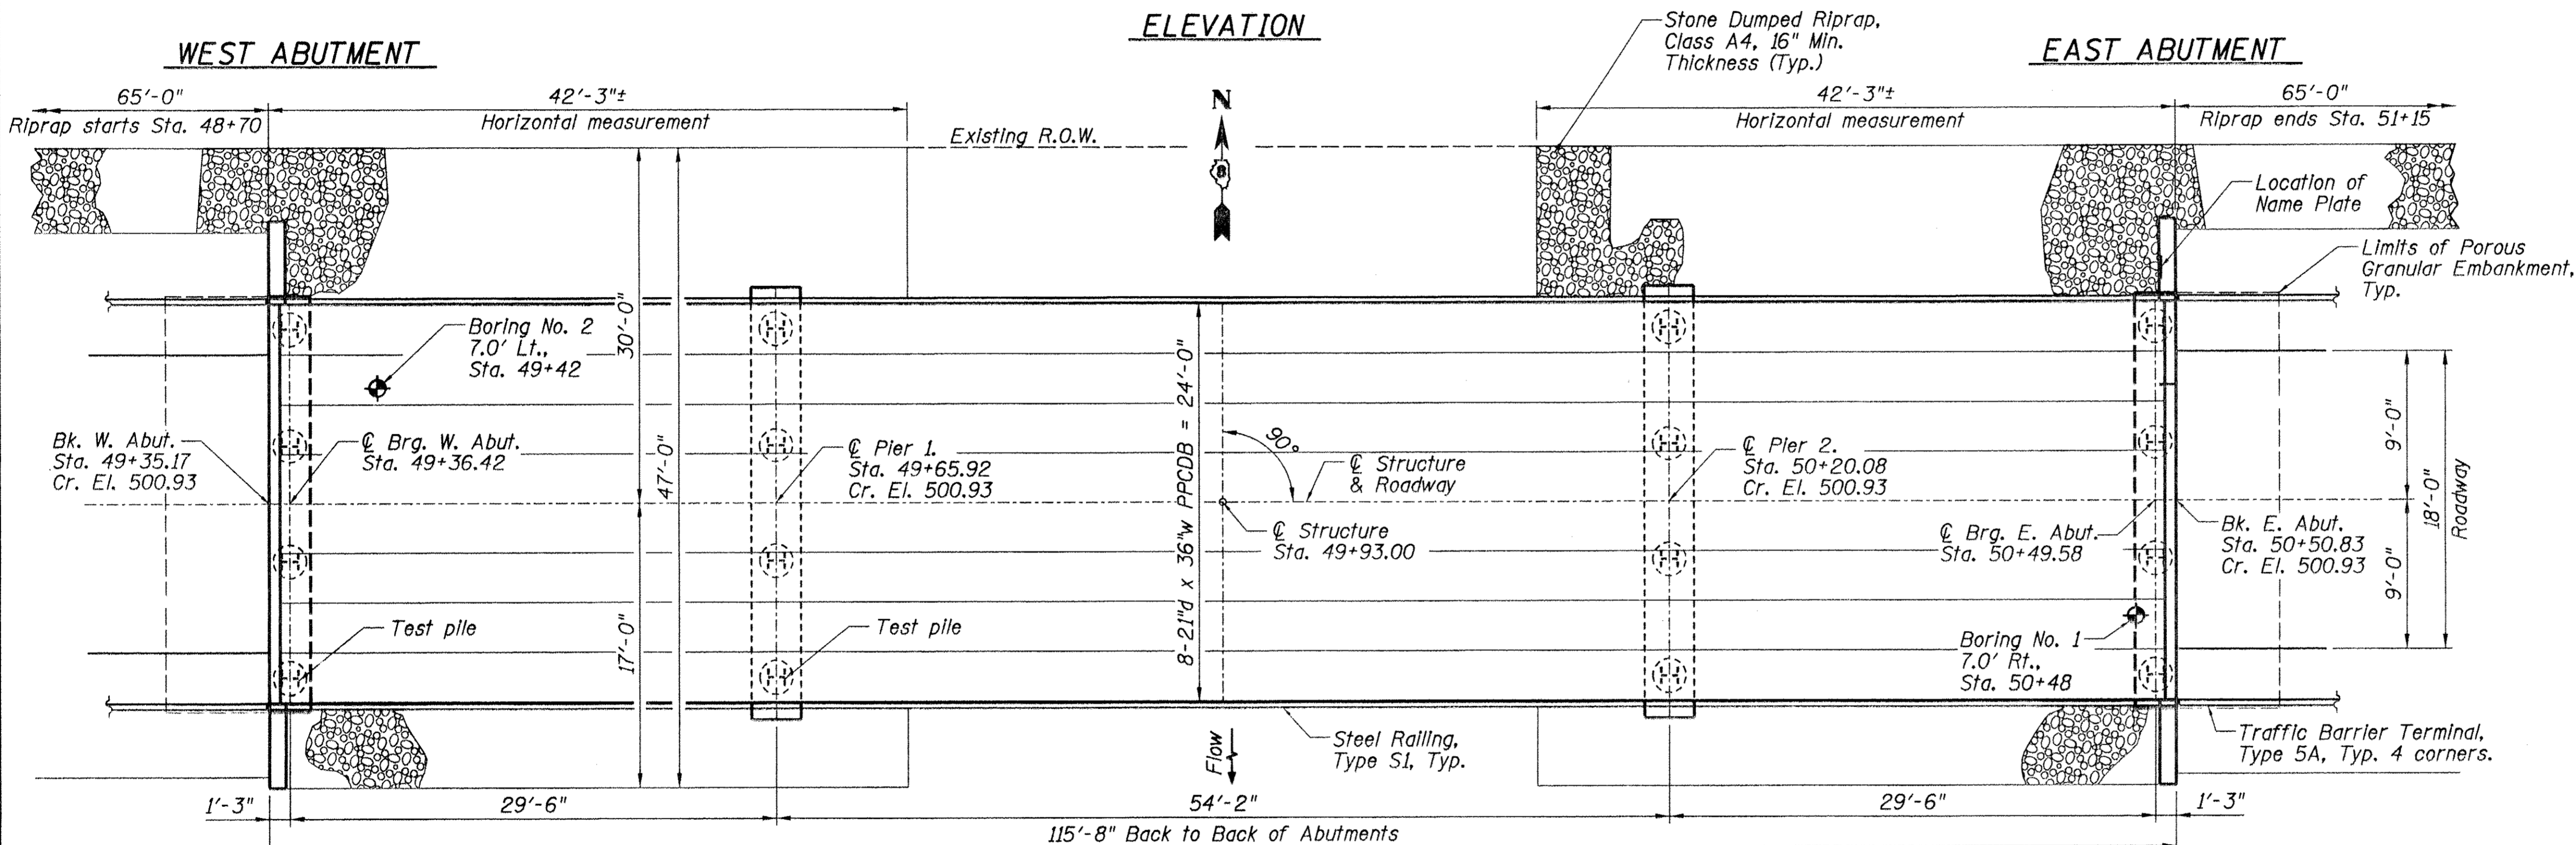 ELEVATION
WEST ABUTMENT
EAST ABUTMENT
Stone Dumped Riprap,
Class A4, 16" Min.
Thickness (Typ.)
65'-0"
Riprap starts Sta. 48+70
42'-3"±
Horizontal measurement
N
8
Existing R.O.W.
42'-3"±
Horizontal measurement
65'-0"
Riprap ends Sta. 51+15
Location of
Name Plate
Limits of Porous
Granular Embankment,
Typ.
Boring No. 2
7.0' Lt.,
Sta. 49+42
30'-0"
47'-0"
17'-0"
8-21"d x 36"w PPCDB = 24'-0"
90°
Bk. W. Abut.
Sta. 49+35.17
Cr. El. 500.93
℄ Brg. W. Abut.
Sta. 49+36.42
℄ Pier 1.
Sta. 49+65.92
Cr. El. 500.93
℄ Structure
& Roadway
℄ Structure
Sta. 49+93.00
℄ Pier 2.
Sta. 50+20.08
Cr. El. 500.93
℄ Brg. E. Abut.
Sta. 50+49.58
Bk. E. Abut.
Sta. 50+50.83
Cr. El. 500.93
9'-0"
9'-0"
18'-0"
Roadway
Test pile
Test pile
Boring No. 1
7.0' Rt.,
Sta. 50+48
Flow
Steel Railing,
Type S1, Typ.
Traffic Barrier Terminal,
Type 5A, Typ. 4 corners.
1'-3"
29'-6"
54'-2"
29'-6"
1'-3"
115'-8" Back to Back of Abutments